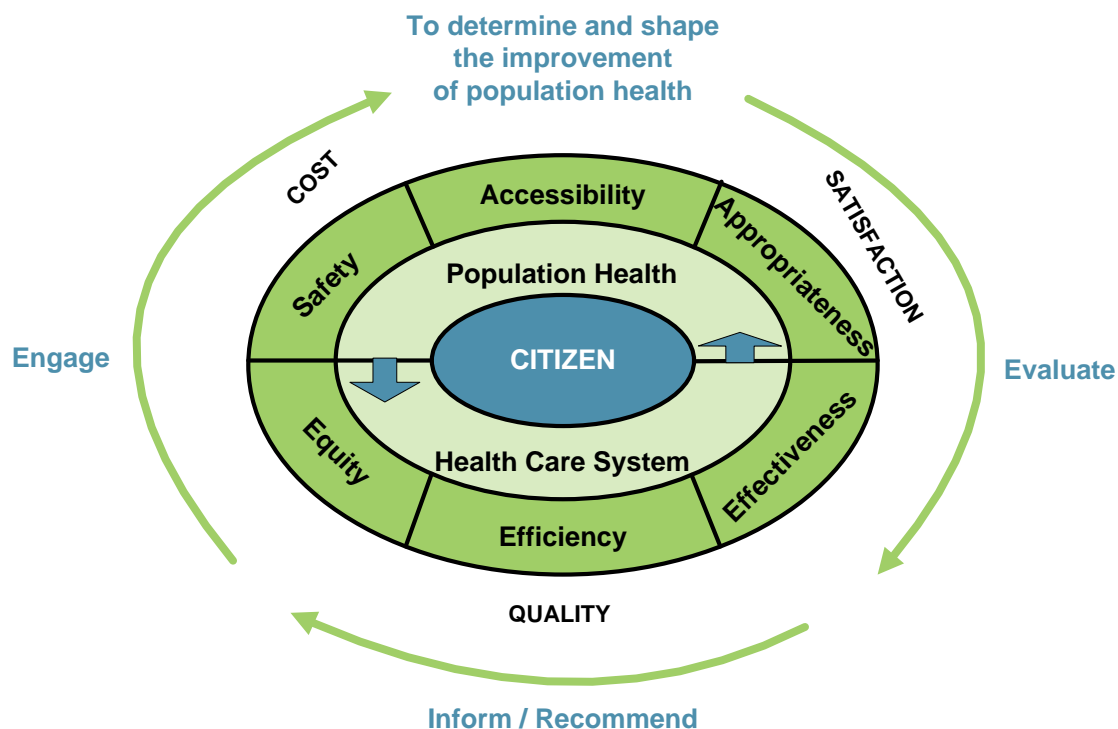 To determine and shape
the improvement
of population health
COST
SATISFACTION
Accessibility
Appropriateness
Safety
Population Health
CITIZEN
Engage
Evaluate
Equity
Health Care System
Effectiveness
Efficiency
QUALITY
Inform / Recommend